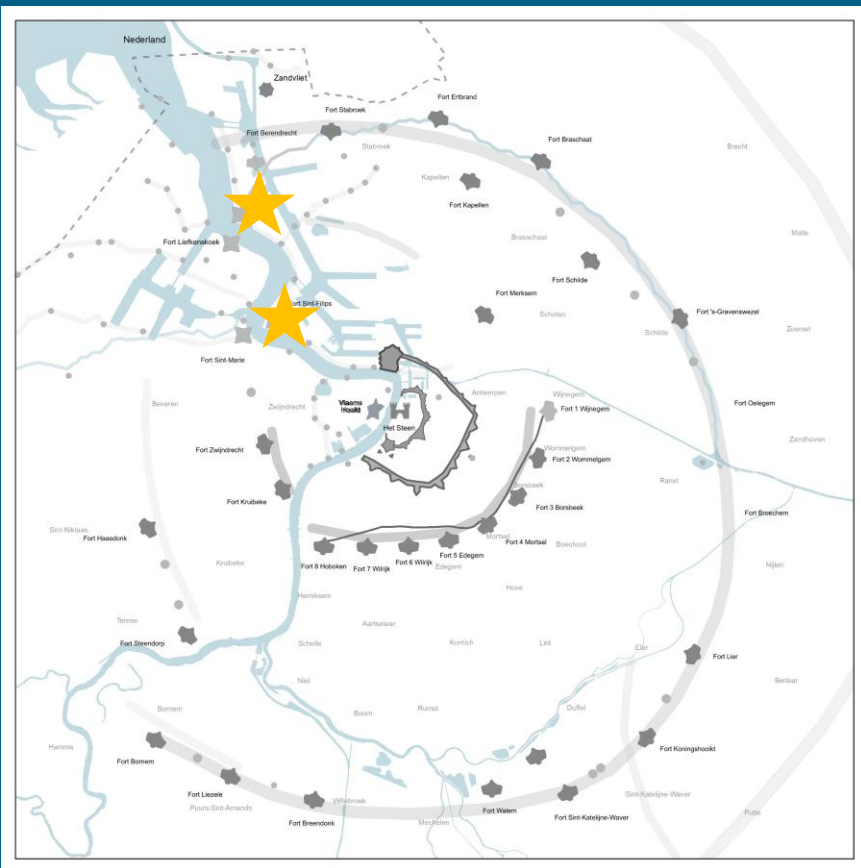 Nederland
Zandvliet
Fort Ertbrand
Fort Stabroek
Fort Berendrecht
Fort Braschaat
Stabroek
Brecht
Kapellen
Fort Kapellen
Malle
Brasschaat
Fort Liefkenshoek
Fort Schilde
Fort Merksem
Fort Sint-Filips
Schoten
Fort 's-Gravenswezel
Schilde
Zoersel
Fort Sint-Marie
Antwerpen
Wijnegem
Beveren
Zwijndrecht
Vlaams
Fort Oelegem
Fort 1 Wijnegem
Het Steen
Zandhoven
Fort Zwijndrecht
Wommelgem
Fort 2 Wommelgem
Ranst
Fort Kruibeke
Borsbeek
Fort 3 Borsbeek
Fort Broechem
Sint-Niklaas
Fort Haasdonk
Mortsel
Fort 4 Mortsel
Boechout
Fort 5 Edegem
Fort 6 Wilrijk
Fort 7 Wilrijk
Fort 8 Hoboken
Edegem
Kruibeke
Nijlen
Hove
Hemiksem
Temse
Aartselaar
Fort Steendorp
Schelle
Kontich
Lint
Lier
Fort Lier
Niel
Berlaar
Bornem
Boom
Rumst
Duffel
Hamme
Fort Bornem
Fort Koningshooikt
Fort Liezele
Puurs-Sint-Amands
Willebroek
Sint-Katelijne-Waver
Fort Breendonk
Mechelen
Fort Walem
Fort Sint-Katelijne-Waver
Putte